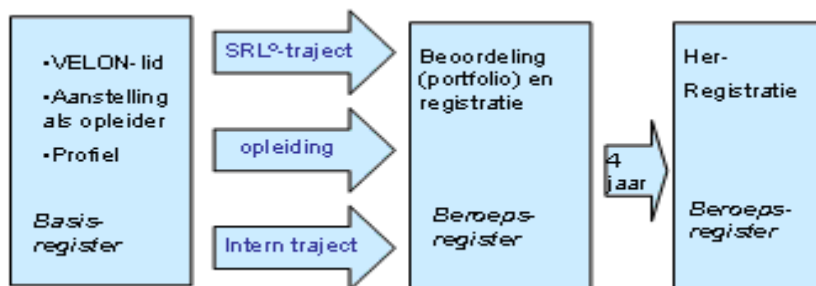 •VELON-lid
•Aanstelling
als opleider
•Profiel
Basis-
register
SRLº-traject
opleiding
Intern traject
Beoordeling
(portfolio) en
registratie
Beroeps-
register
4
jaar
Her-
Registratie
Beroeps-
register